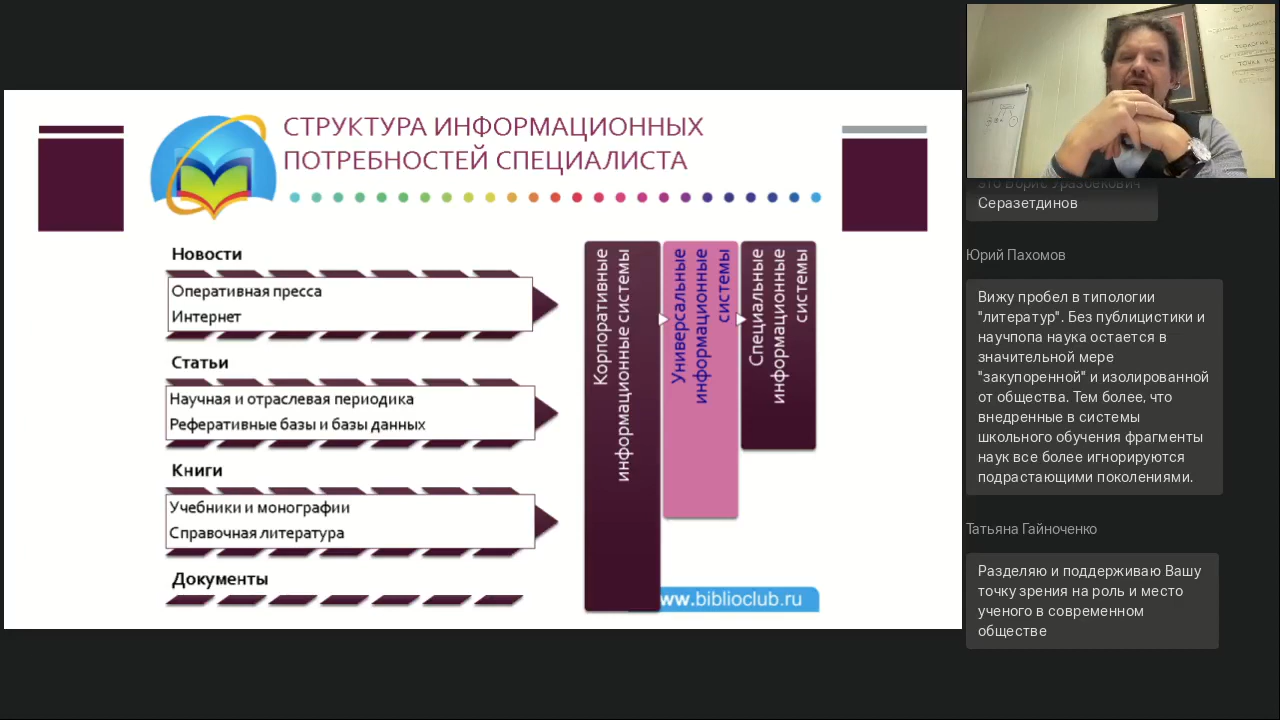 СТРУКТУРА ИНФОРМАЦИОННЫХ
ПОТРЕБНОСТЕЙ СПЕЦИАЛИСТА
Новости
Оперативная пресса
Интернет
Статьи
Научная и отраслевая периодика
Реферативные базы и базы данных
Книги
Учебники и монографии
Справочная литература
Документы
Корпоративные
информационные системы
Универсальные
информационные
системы
Специальные
информационные
системы
www.biblioclub.ru
это Борис Уразбекович
Серазетдинов
Юрий Пахомов
Вижу пробел в типологии
"литератур". Без публицистики и
научпопа наука остается в
значительной мере
"закупоренной" и изолированной
от общества. Тем более, что
внедренные в системы
школьного обучения фрагменты
наук все более игнорируются
подрастающими поколениями.
Татьяна Гайноченко
Разделяю и поддерживаю Вашу
точку зрения на роль и место
ученого в современном
обществе